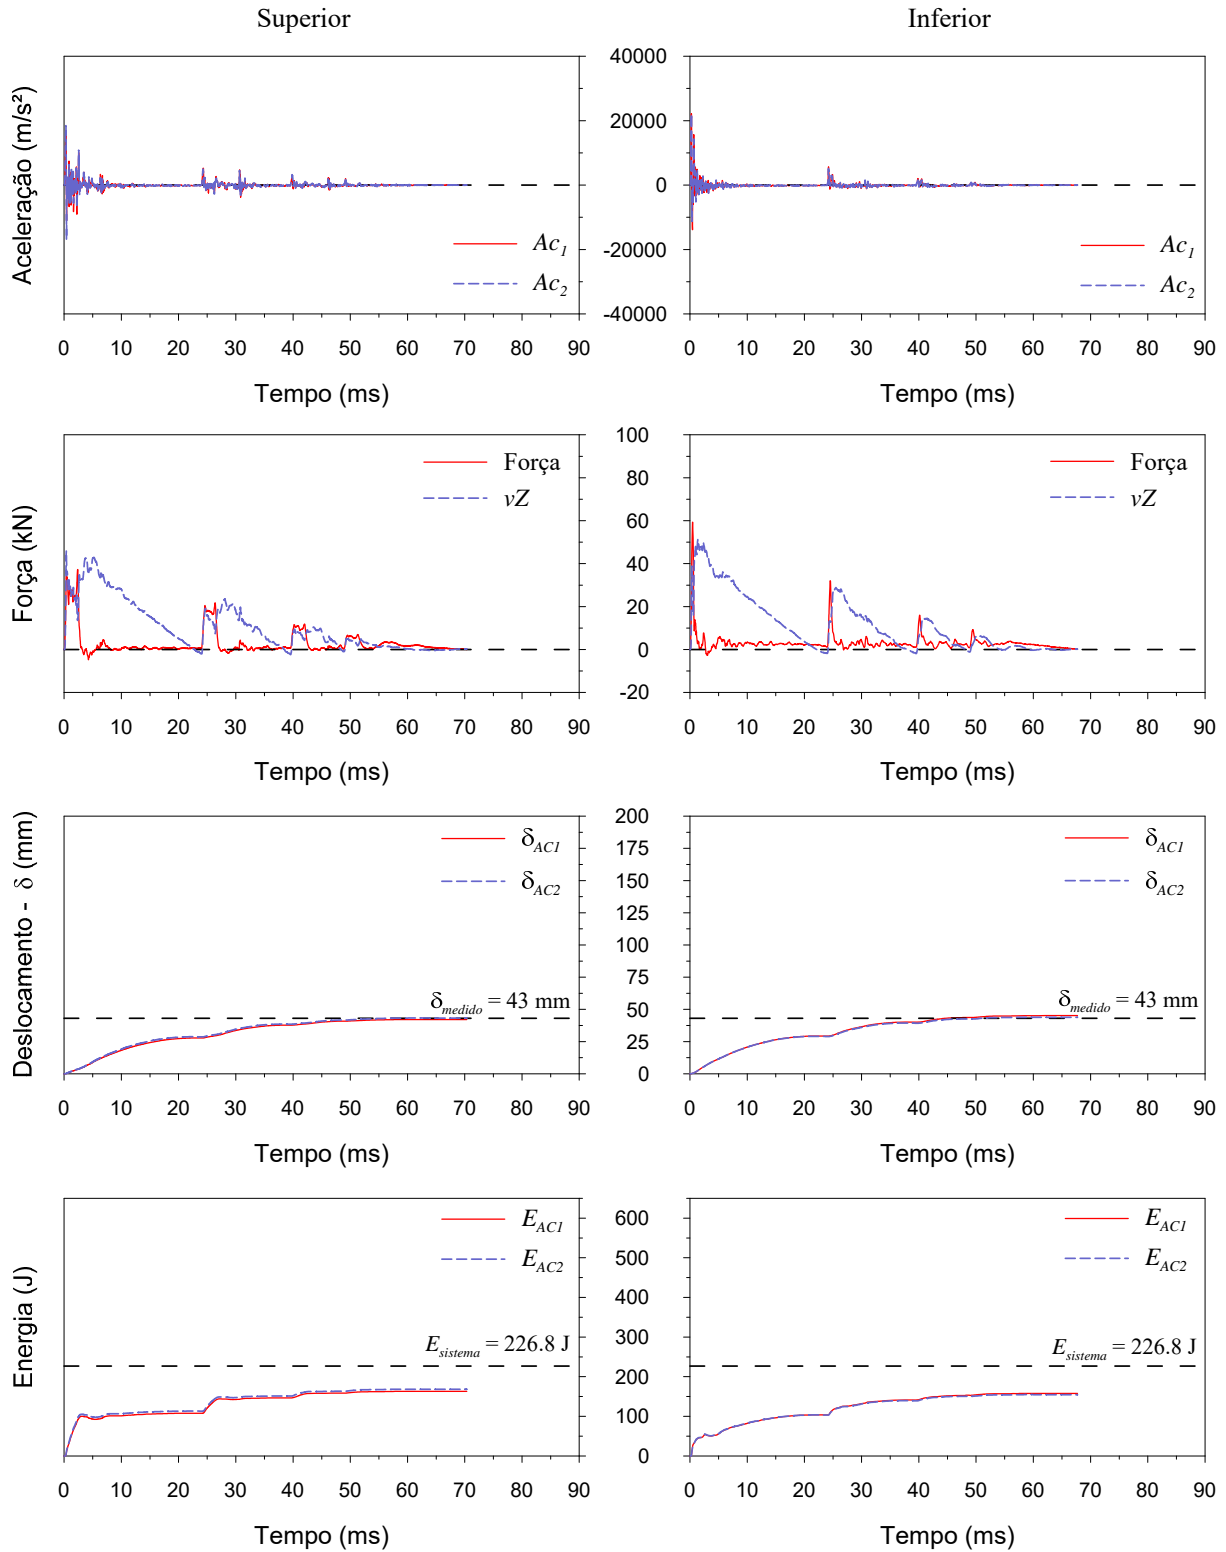 Superior Inferior
Aceleração (m/s²)
40000
20000
0
-20000
-40000
Ac1
Ac2
Ac1
Ac2
0 10 20 30 40 50 60 70 80 90
0 10 20 30 40 50 60 70 80 90
Tempo (ms) Tempo (ms)
Força (kN)
100
80
60
40
20
0
-20
Força
vZ
Força
vZ
0 10 20 30 40 50 60 70 80 90
0 10 20 30 40 50 60 70 80 90
Tempo (ms) Tempo (ms)
Deslocamento - δ (mm)
200
175
150
125
100
75
50
25
0
δAC1
δAC2
δmedido = 43 mm
δAC1
δAC2
δmedido = 43 mm
0 10 20 30 40 50 60 70 80 90
0 10 20 30 40 50 60 70 80 90
Tempo (ms) Tempo (ms)
Energia (J)
600
500
400
300
200
100
0
EAC1
EAC2
Esistema = 226.8 J
EAC1
EAC2
Esistema = 226.8 J
0 10 20 30 40 50 60 70 80 90
0 10 20 30 40 50 60 70 80 90
Tempo (ms) Tempo (ms)